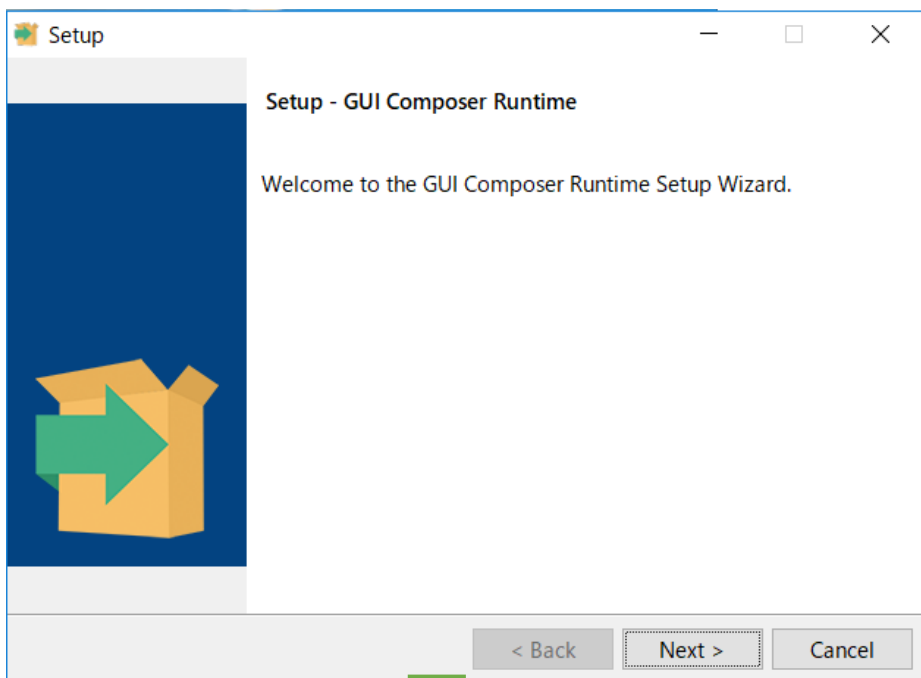 Setup
Setup - GUI Composer Runtime
Welcome to the GUI Composer Runtime Setup Wizard.
< Back
Next >
Cancel